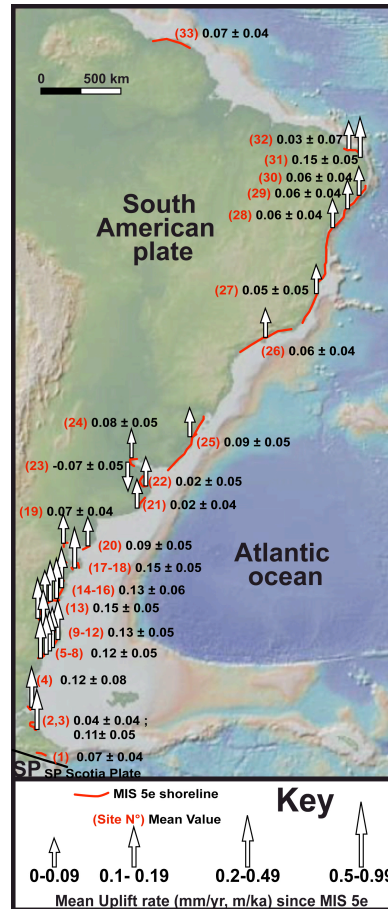 (33) 0.07 ± 0.04
0 500 km
(32) 0.03 ± 0.07
(31) 0.15 ± 0.05
(30) 0.06 ± 0.04
(29) 0.06 ± 0.04
(28) 0.06 ± 0.04
South
American
plate
(27) 0.05 ± 0.05
(26) 0.06 ± 0.04
(24) 0.08 ± 0.05
(25) 0.09 ± 0.05
(23) -0.07 ± 0.05
(22) 0.02 ± 0.05
(21) 0.02 ± 0.04
(19) 0.07 ± 0.04
(20) 0.09 ± 0.05
Atlantic
ocean
(17-18) 0.15 ± 0.05
(14-16) 0.13 ± 0.06
(13) 0.15 ± 0.05
(9-12) 0.13 ± 0.05
(5-8) 0.12 ± 0.05
(4) 0.12 ± 0.08
(2,3) 0.04 ± 0.04 ;
0.11± 0.05
(1) 0.07 ± 0.04
SP SP Scotia Plate
MIS 5e shoreline
Key
(Site N°) Mean Value
0-0.09 0.1- 0.19 0.2-0.49 0.5-0.99
Mean Uplift rate (mm/yr, m/ka) since MIS 5e